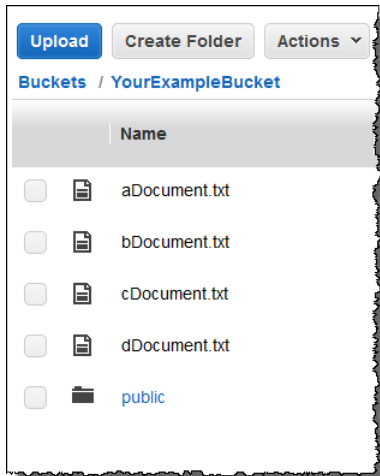 Upload Create Folder Actions
Buckets / YourExampleBucket
Name
aDocument.txt
bDocument.txt
cDocument.txt
dDocument.txt
public